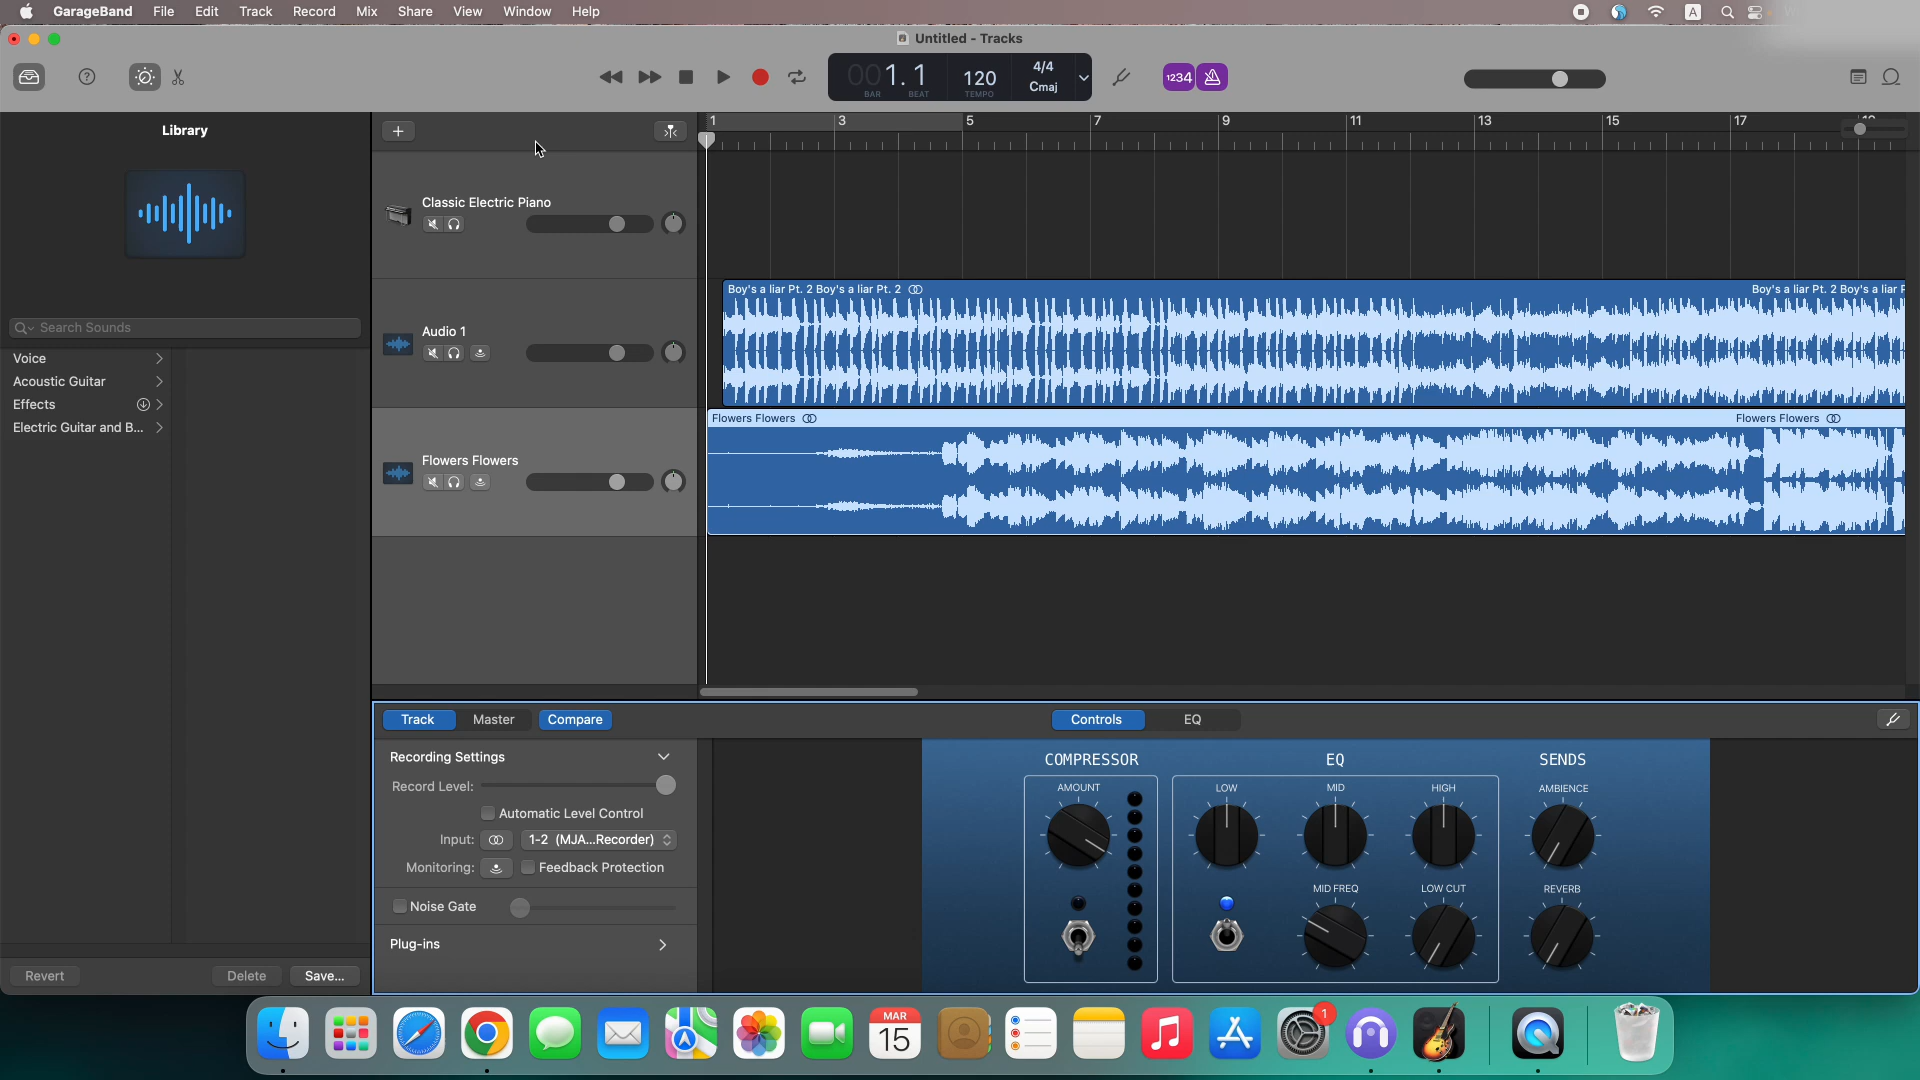 GarageBand File Edit Track Record Mix Share View Window Help A
Untitled - Tracks
001. 1
BAR BEAT
120
TEMPO
4/4
Cmaj
1234
Library
1 3 5 7 9 11 13 15 17
Classic Electric Piano
Boy's a liar Pt. 2 Boy's a liar Pt. 2
Boy's a liar Pt. 2 Boy's a liar P
Audio 1
Search Sounds
Voice
Acoustic Guitar
Effects
Electric Guitar and B...
Flowers Flowers
Flowers Flowers
Flowers Flowers
Track Master Compare
Controls EQ
Recording Settings
Record Level:
Automatic Level Control
Input: 1-2 (MJA...Recorder)
Monitoring: Feedback Protection
Noise Gate
Plug-ins
COMPRESSOR EQ SENDS
AMOUNT LOW MID HIGH AMBIENCE
MID FREQ LOW CUT REVERB
Revert Delete Save...
MAR
15
1